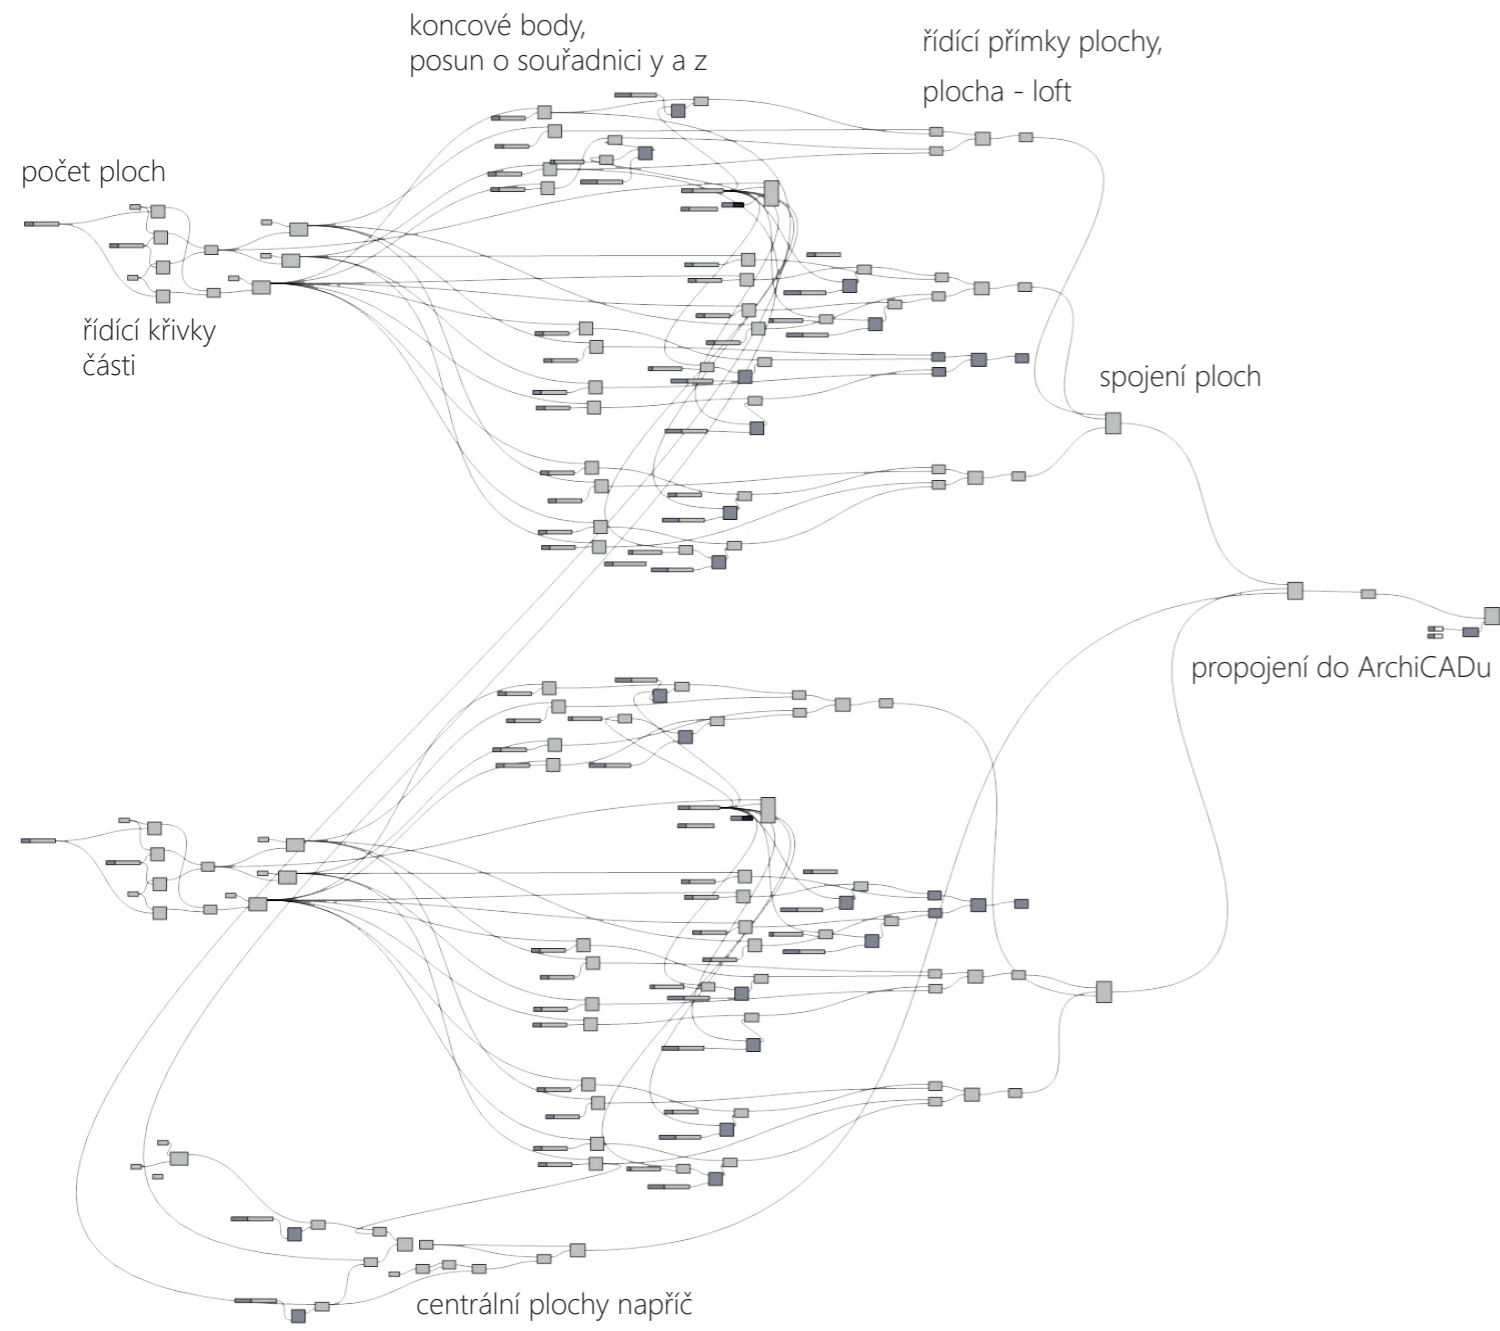 koncové body,
posun o souřadnici y a z
řídící přímky plochy,
plocha - loft
počet ploch
řídící křivky
části
spojení ploch
propojení do ArchiCADu
centrální plochy napříč